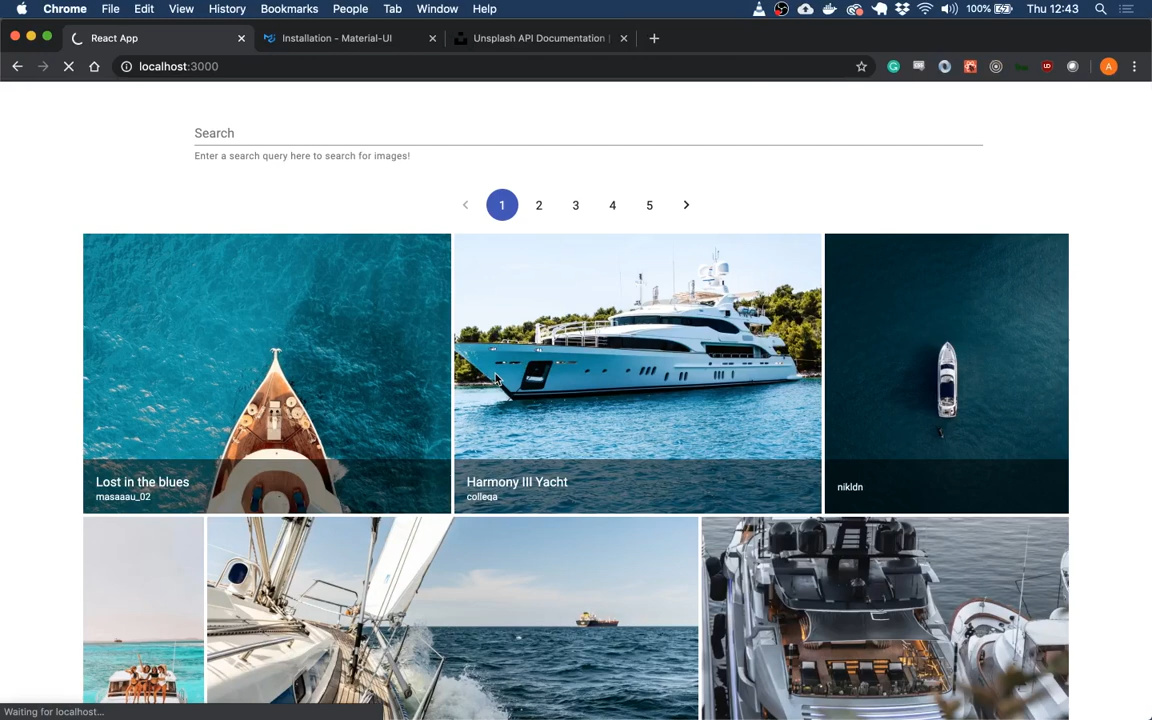 Chrome File Edit View History Bookmarks People Tab Window Help 100% Thu 12:43
React App Installation - Material-UI Unsplash API Documentation
localhost:3000
Search
Enter a search query here to search for images!
1 2 3 4 5
Lost in the blues
masaaau_02
Harmony III Yacht
collega
nikldn
Waiting for localhost...